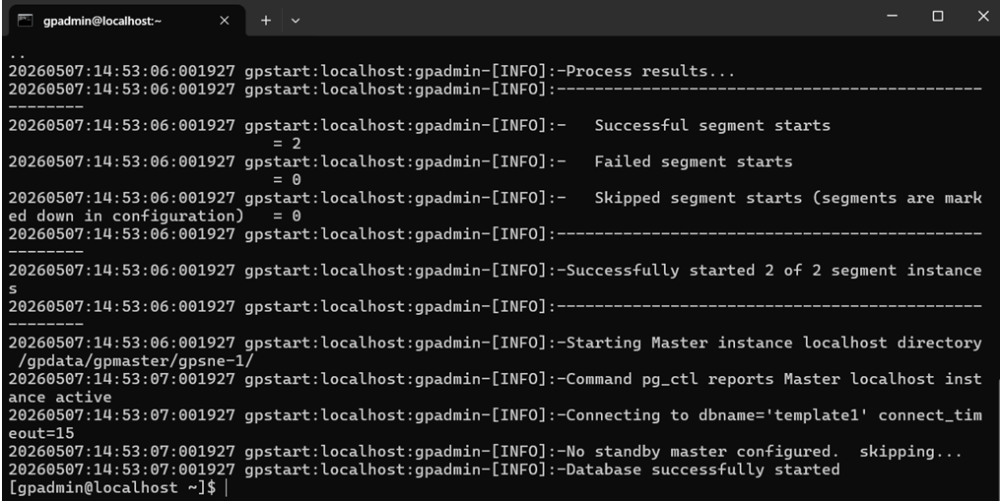 gpadmin@localhost:~
..
20260507:14:53:06:001927 gpstart:localhost:gpadmin-[INFO]:-Process results...
20260507:14:53:06:001927 gpstart:localhost:gpadmin-[INFO]:---------------------------------------------
--------
20260507:14:53:06:001927 gpstart:localhost:gpadmin-[INFO]:-   Successful segment starts
                            = 2
20260507:14:53:06:001927 gpstart:localhost:gpadmin-[INFO]:-   Failed segment starts
                            = 0
20260507:14:53:06:001927 gpstart:localhost:gpadmin-[INFO]:-   Skipped segment starts (segments are mark
ed down in configuration)   = 0
20260507:14:53:06:001927 gpstart:localhost:gpadmin-[INFO]:---------------------------------------------
--------
20260507:14:53:06:001927 gpstart:localhost:gpadmin-[INFO]:-Successfully started 2 of 2 segment instance
s
20260507:14:53:06:001927 gpstart:localhost:gpadmin-[INFO]:---------------------------------------------
--------
20260507:14:53:06:001927 gpstart:localhost:gpadmin-[INFO]:-Starting Master instance localhost directory
 /gpdata/gpmaster/gpsne-1/
20260507:14:53:07:001927 gpstart:localhost:gpadmin-[INFO]:-Command pg_ctl reports Master localhost inst
ance active
20260507:14:53:07:001927 gpstart:localhost:gpadmin-[INFO]:-Connecting to dbname='template1' connect_tim
eout=15
20260507:14:53:07:001927 gpstart:localhost:gpadmin-[INFO]:-No standby master configured.  skipping...
20260507:14:53:07:001927 gpstart:localhost:gpadmin-[INFO]:-Database successfully started
[gpadmin@localhost ~]$